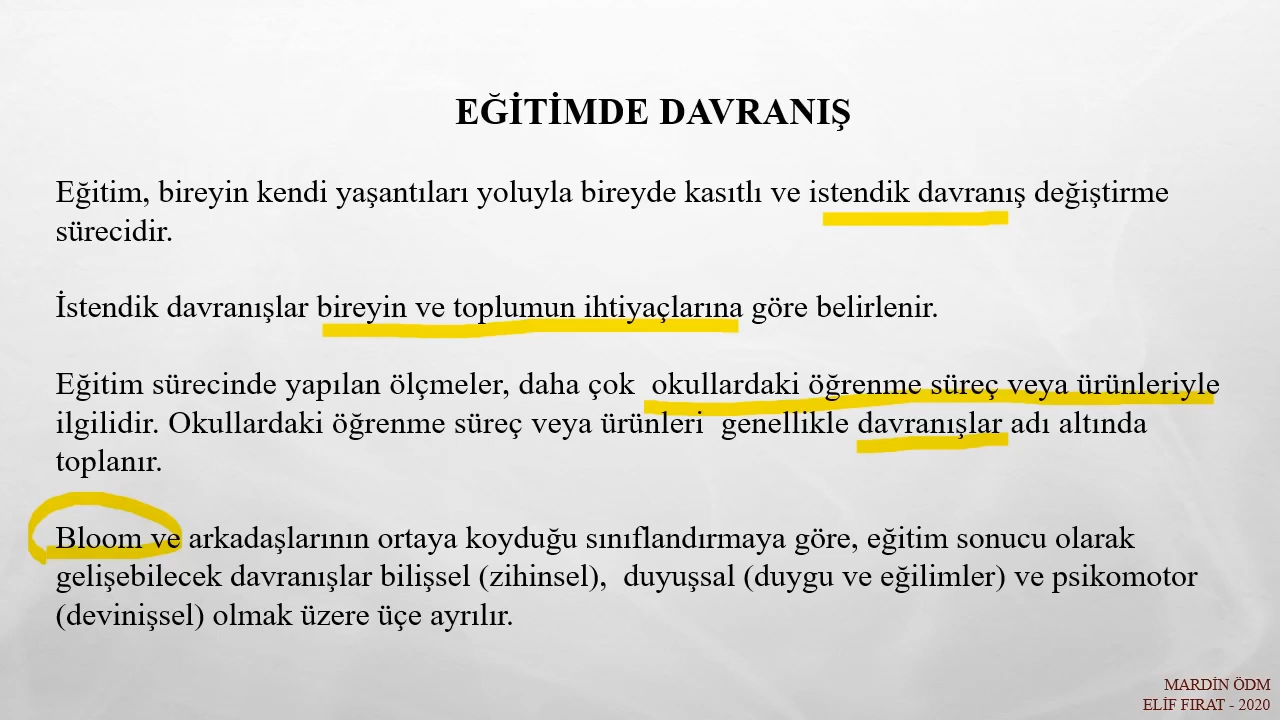 EĞİTİMDE DAVRANIŞ
Eğitim, bireyin kendi yaşantıları yoluyla bireyde kasıtlı ve istendik davranış değiştirme
sürecidir.
İstendik davranışlar bireyin ve toplumun ihtiyaçlarına göre belirlenir.
Eğitim sürecinde yapılan ölçmeler, daha çok  okullardaki öğrenme süreç veya ürünleriyle
ilgilidir. Okullardaki öğrenme süreç veya ürünleri  genellikle davranışlar adı altında
toplanır.
Bloom ve arkadaşlarının ortaya koyduğu sınıflandırmaya göre, eğitim sonucu olarak
gelişebilecek davranışlar bilişsel (zihinsel),  duyuşsal (duygu ve eğilimler) ve psikomotor
(devinişsel) olmak üzere üçe ayrılır.
MARDİN ÖDM
ELİF FIRAT - 2020